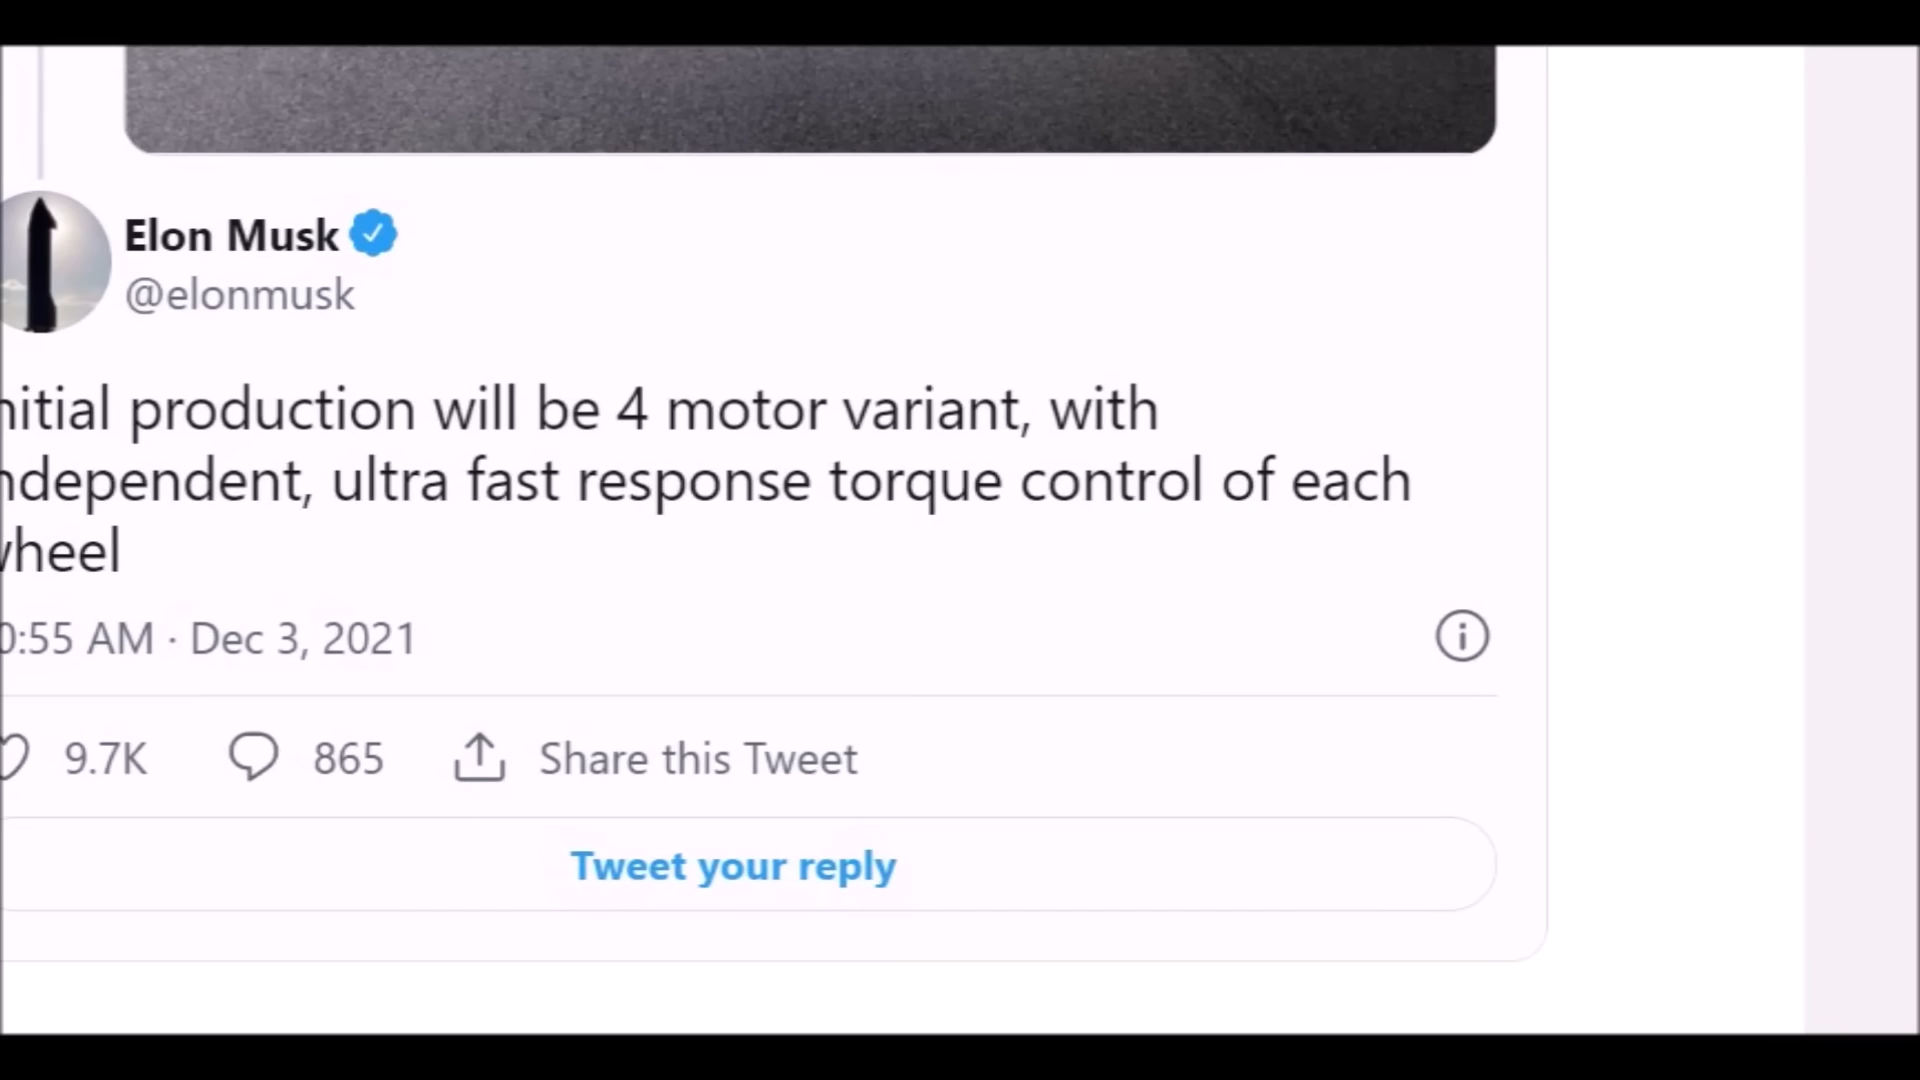 Elon Musk
@elonmusk
nitial production will be 4 motor variant, with
ndependent, ultra fast response torque control of each
wheel
0:55 AM · Dec 3, 2021
9.7K 865 Share this Tweet
Tweet your reply